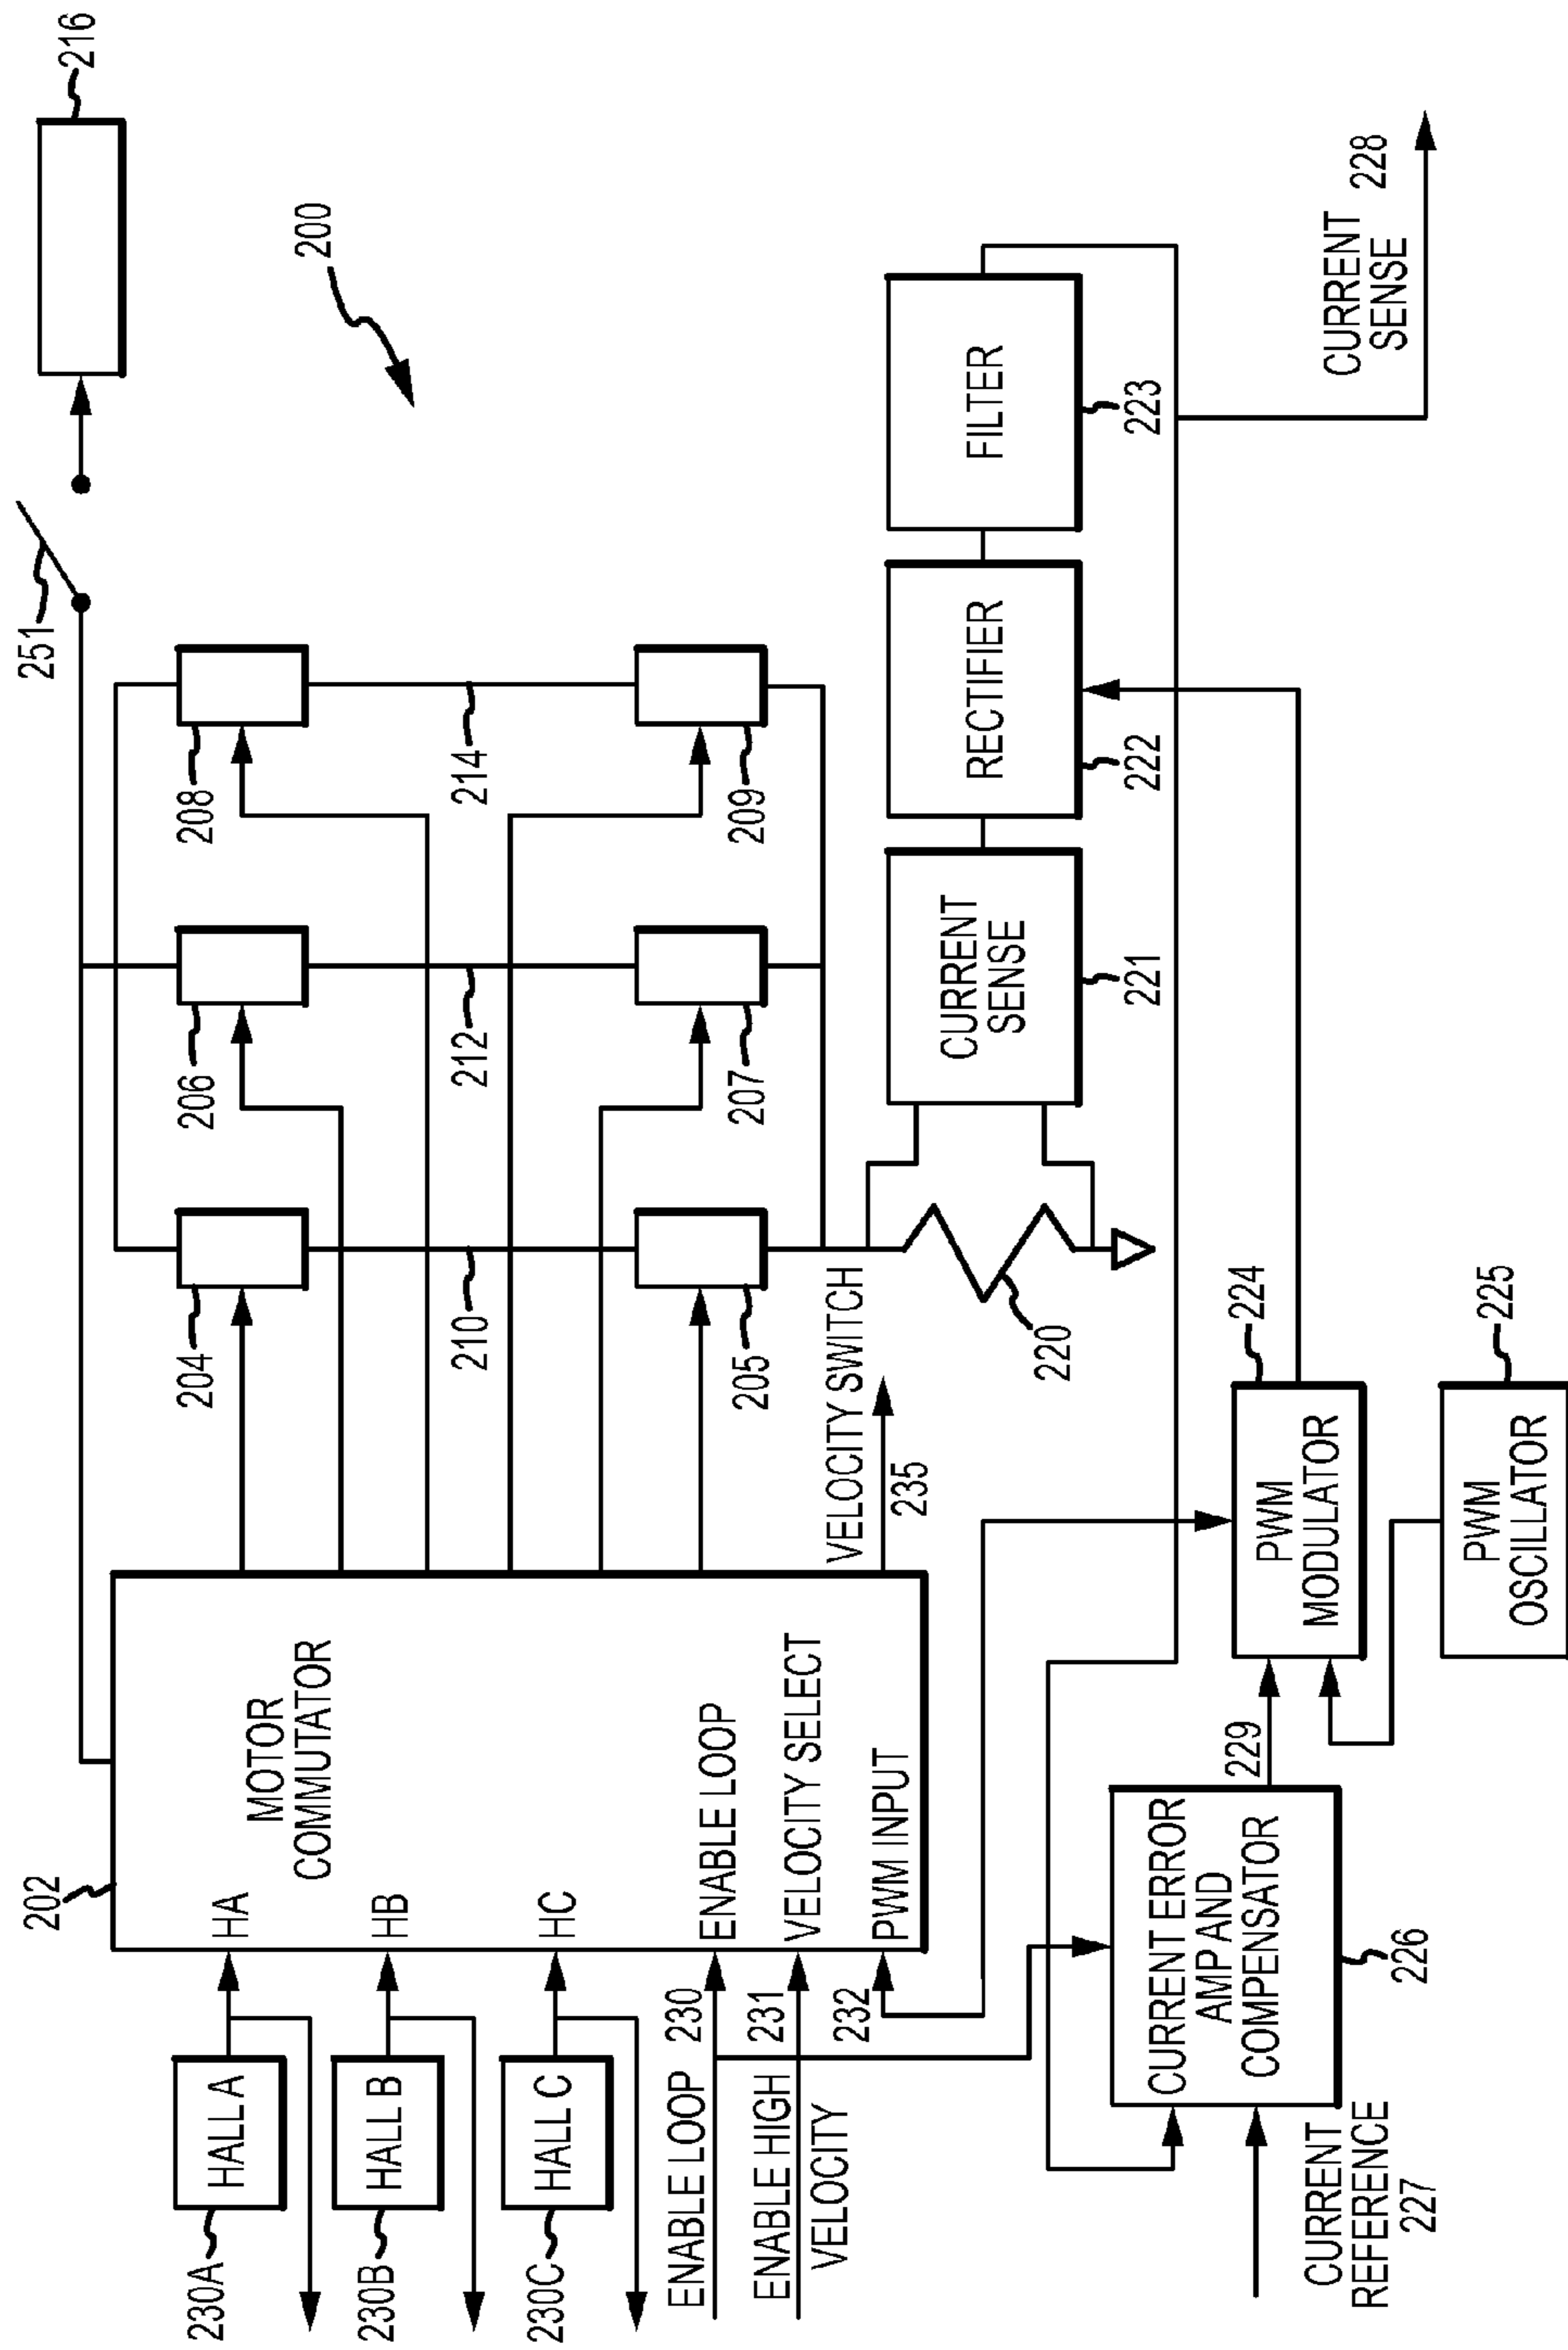 216
251
200
202
MOTOR
COMMUTATOR
HA
HB
HC
ENABLE LOOP
VELOCITY SELECT
PWM INPUT
HALL A
230A
HALL B
230B
HALL C
230C
ENABLE LOOP
230
ENABLE HIGH
VELOCITY
231
232
204
206
208
210
212
214
205
207
209
VELOCITY SWITCH
235
220
CURRENT
SENSE
221
RECTIFIER
222
FILTER
223
CURRENT
SENSE
228
PWM
MODULATOR
224
PWM
OSCILLATOR
225
229
CURRENT ERROR
AMP AND
COMPENSATOR
226
CURRENT
REFERENCE
227